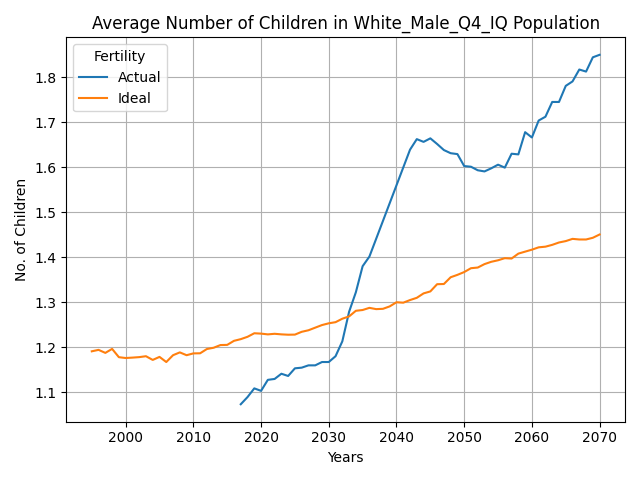 Average Number of Children in White_Male_Q4_IQ Population
Fertility
Actual
Ideal
No. of Children
1.8
1.7
1.6
1.5
1.4
1.3
1.2
1.1
2000 2010 2020 2030 2040 2050 2060 2070
Years